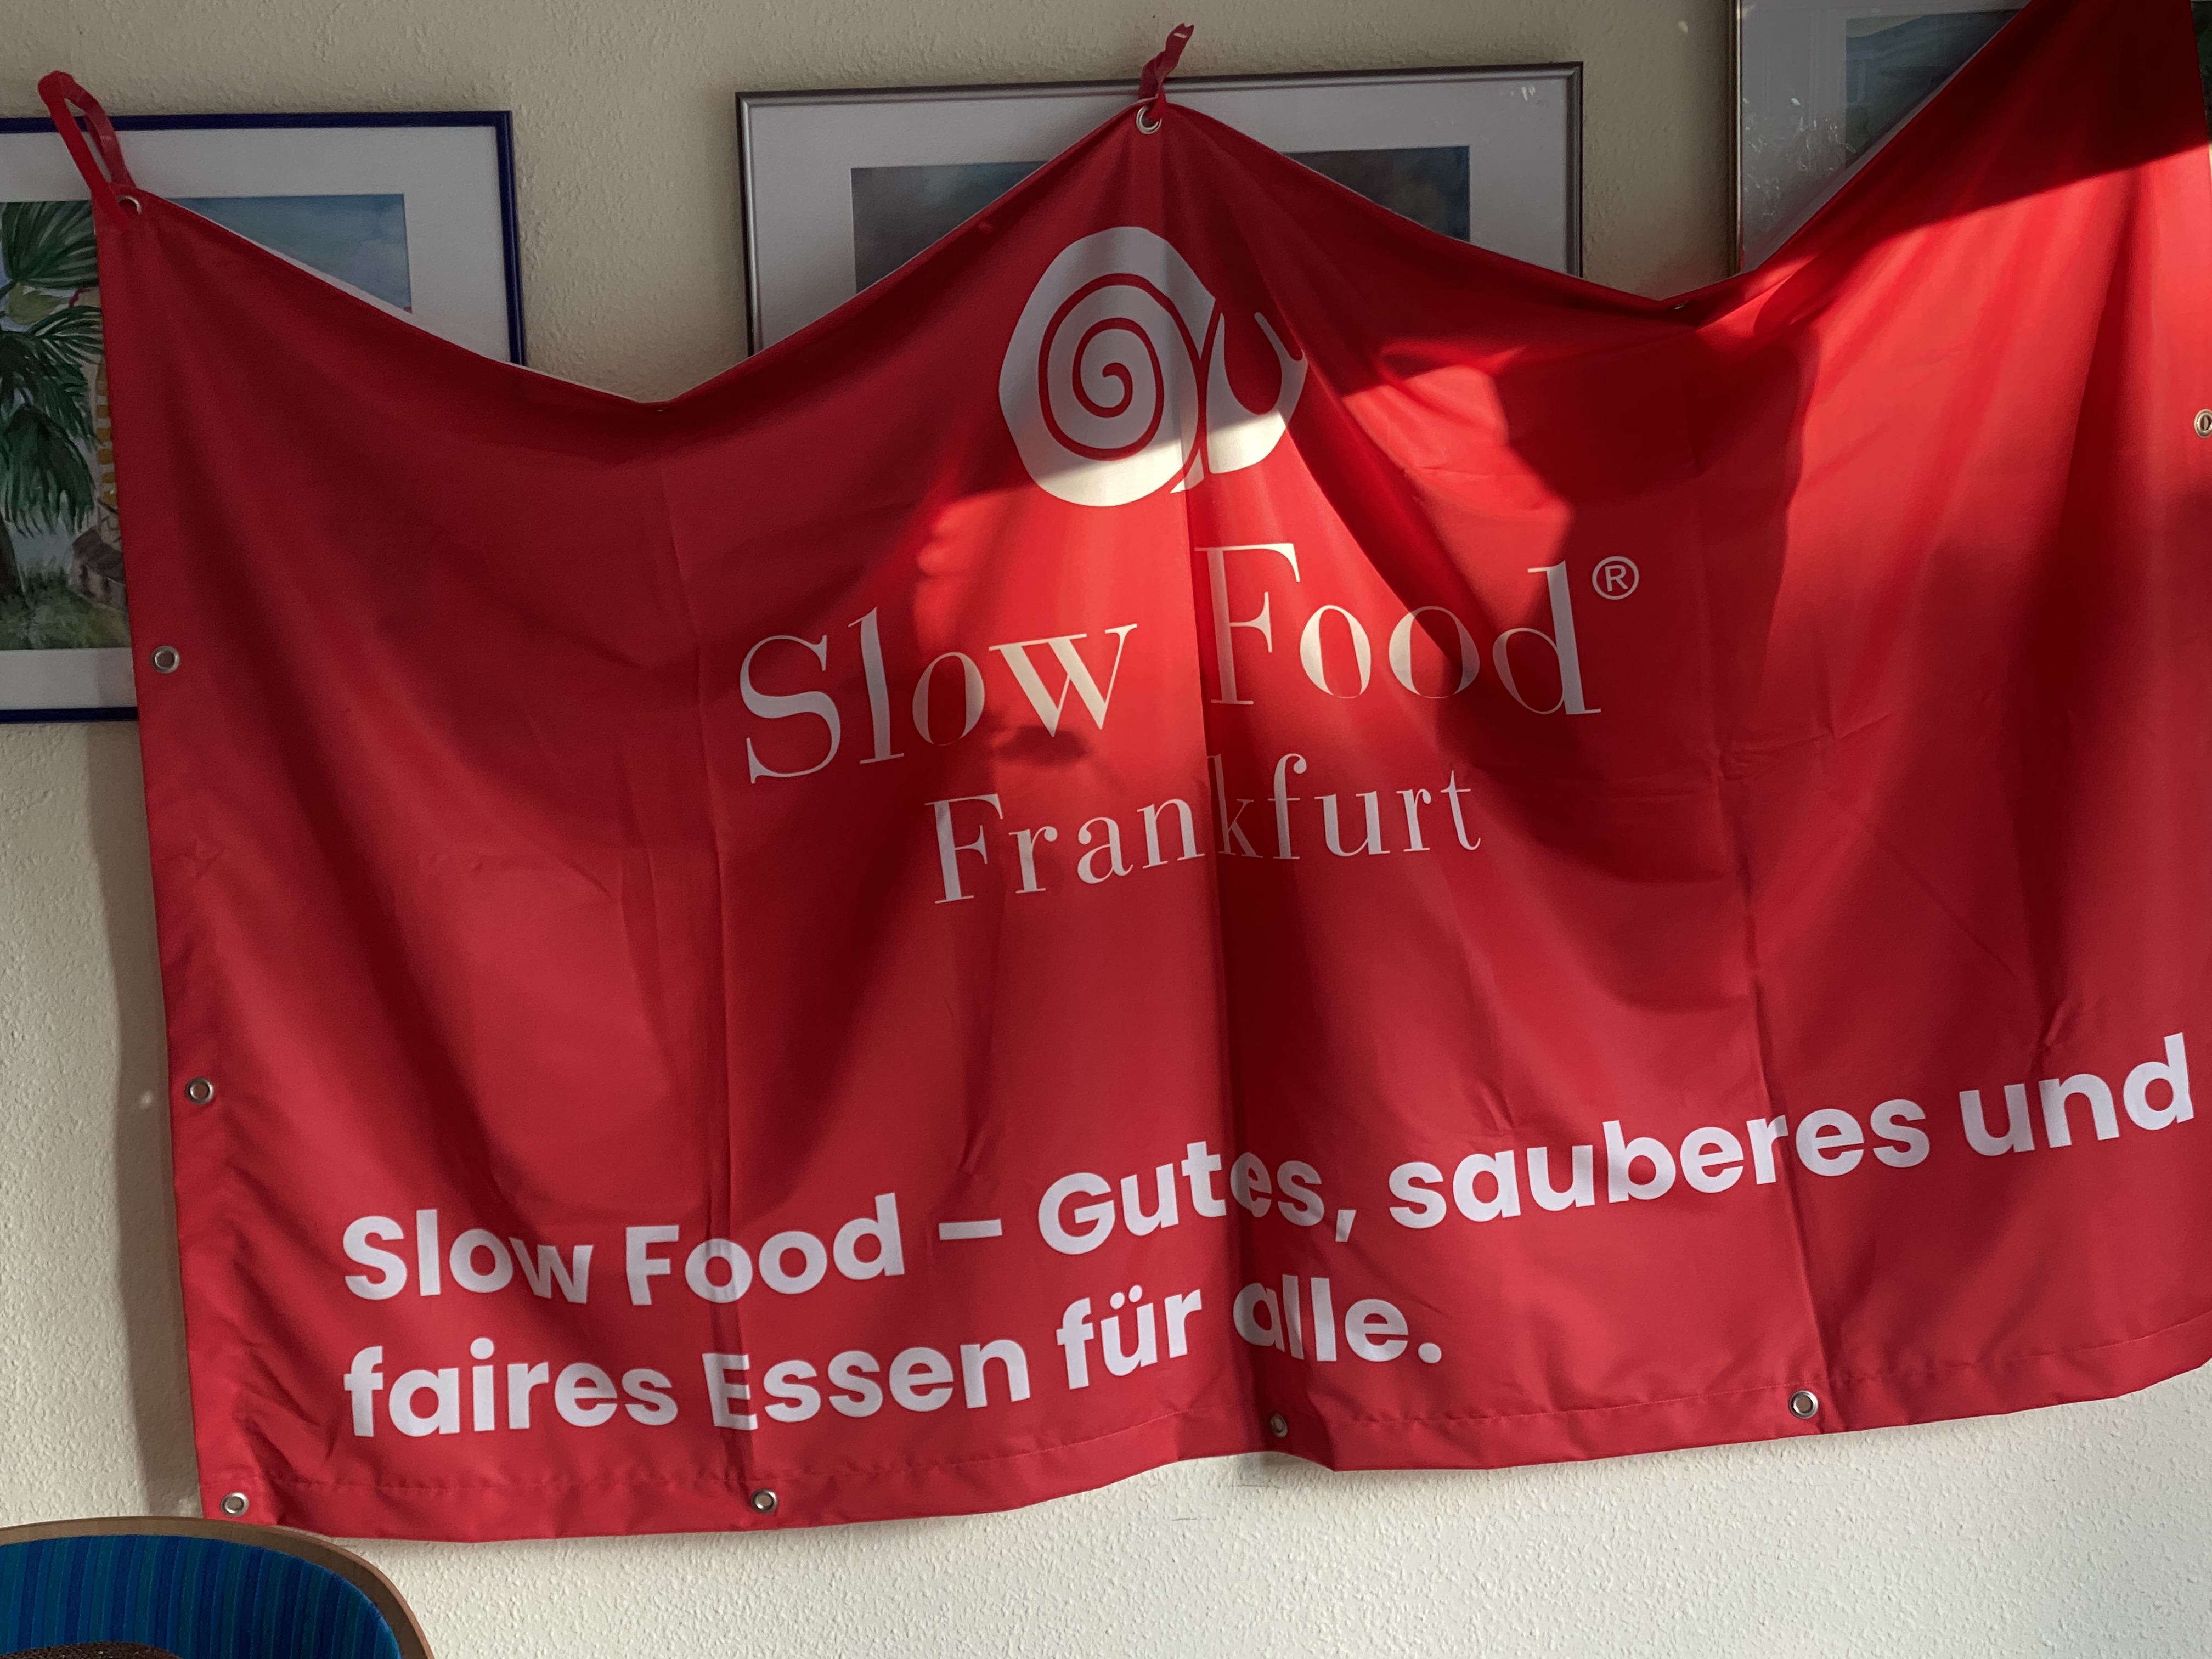 Slow Food®
Frankfurt
Slow Food – Gutes, sauberes und
faires Essen für alle.